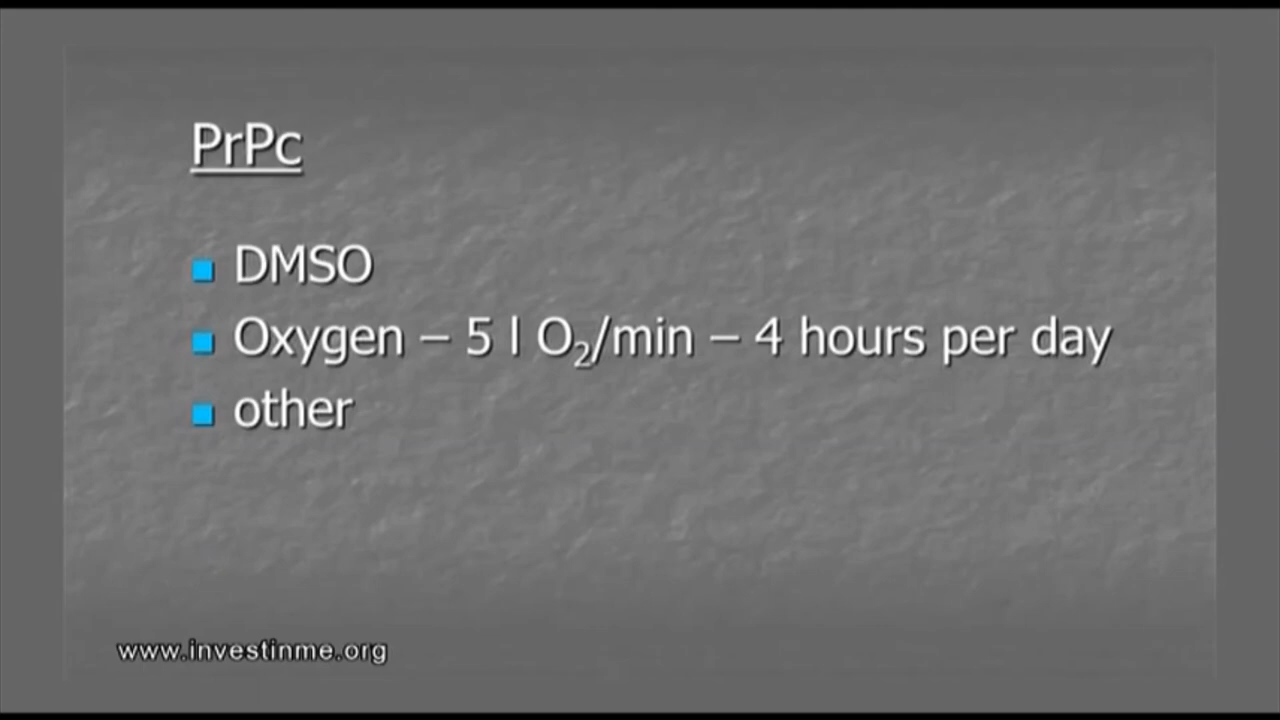 PrPc
DMSO
Oxygen – 5 l O₂/min – 4 hours per day
other
www.investinme.org